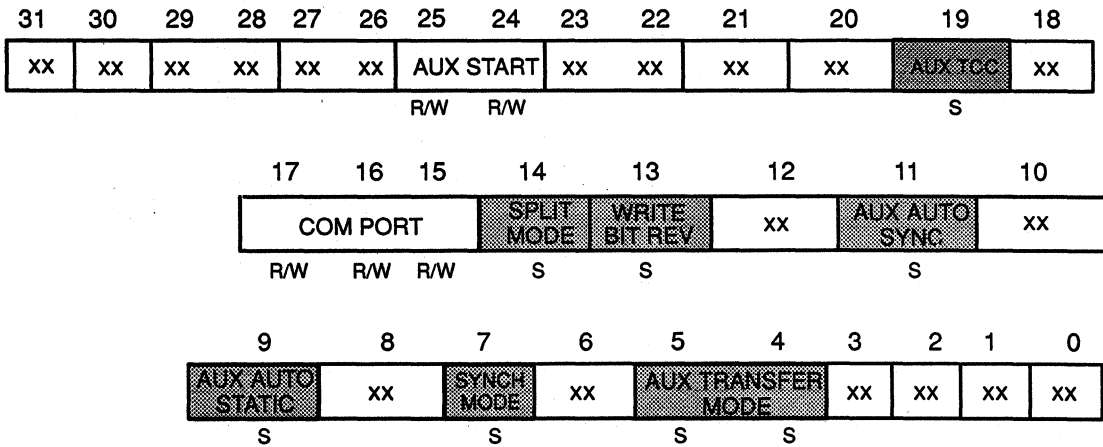 31 30 29 28 27 26 25 24 23 22 21 20 19 18
xx xx xx xx xx xx AUX START xx xx xx xx AUX TCC xx
R/W R/W S
17 16 15 14 13 12 11 10
COM PORT SPLIT MODE WRITE BIT REV xx AUX AUTO SYNC xx
R/W R/W R/W S S S
9 8 7 6 5 4 3 2 1 0
AUX AUTO STATIC xx SYNCH MODE xx AUX TRANSFER MODE xx xx xx xx
S S S S